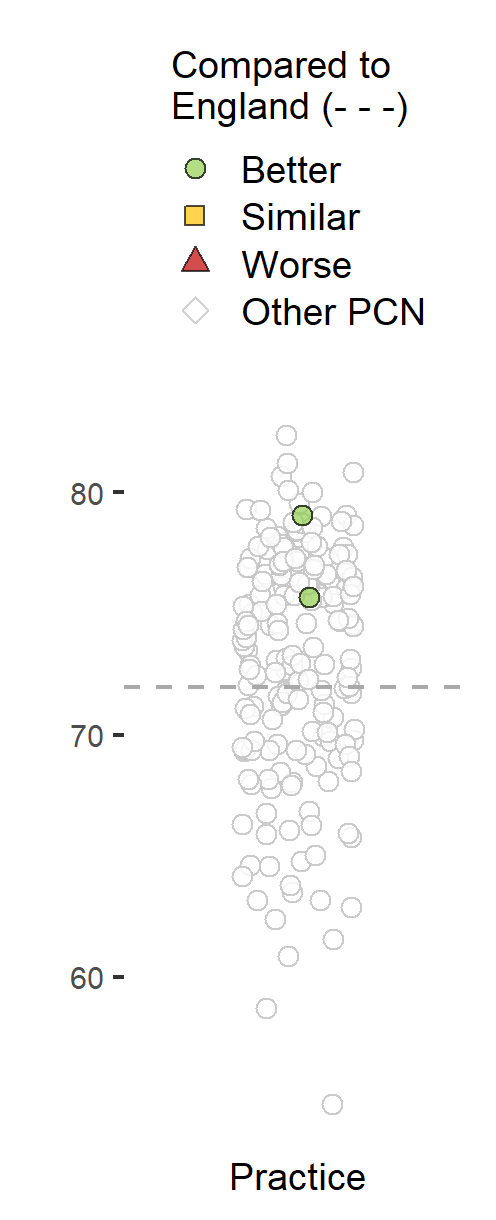 Compared to
England (- - -)
Better
Similar
Worse
Other PCN
80
70
60
Practice